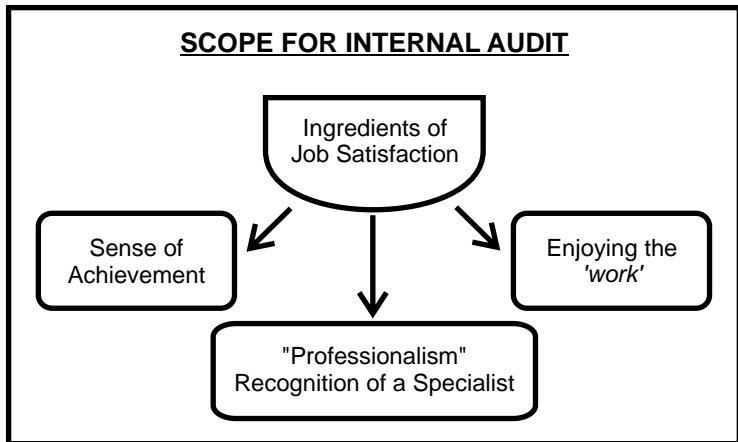 SCOPE FOR INTERNAL AUDIT
Ingredients of
Job Satisfaction
Sense of
Achievement
Enjoying the
'work'
"Professionalism"
Recognition of a Specialist